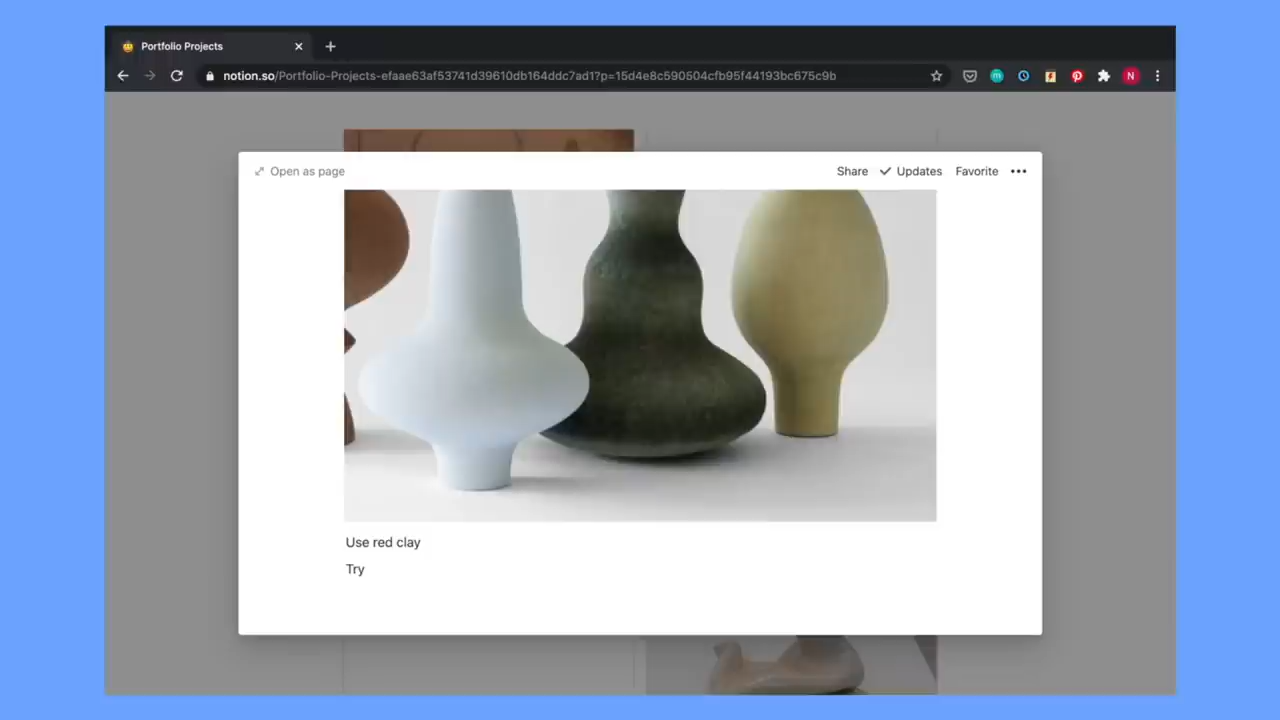 Portfolio Projects
notion.so/Portfolio-Projects-efaae63af53741d39610db164ddc7ad1?p=15d4e8c590504cfb95f44193bc675c9b
N
Open as page
Share
Updates
Favorite
Use red clay
Try